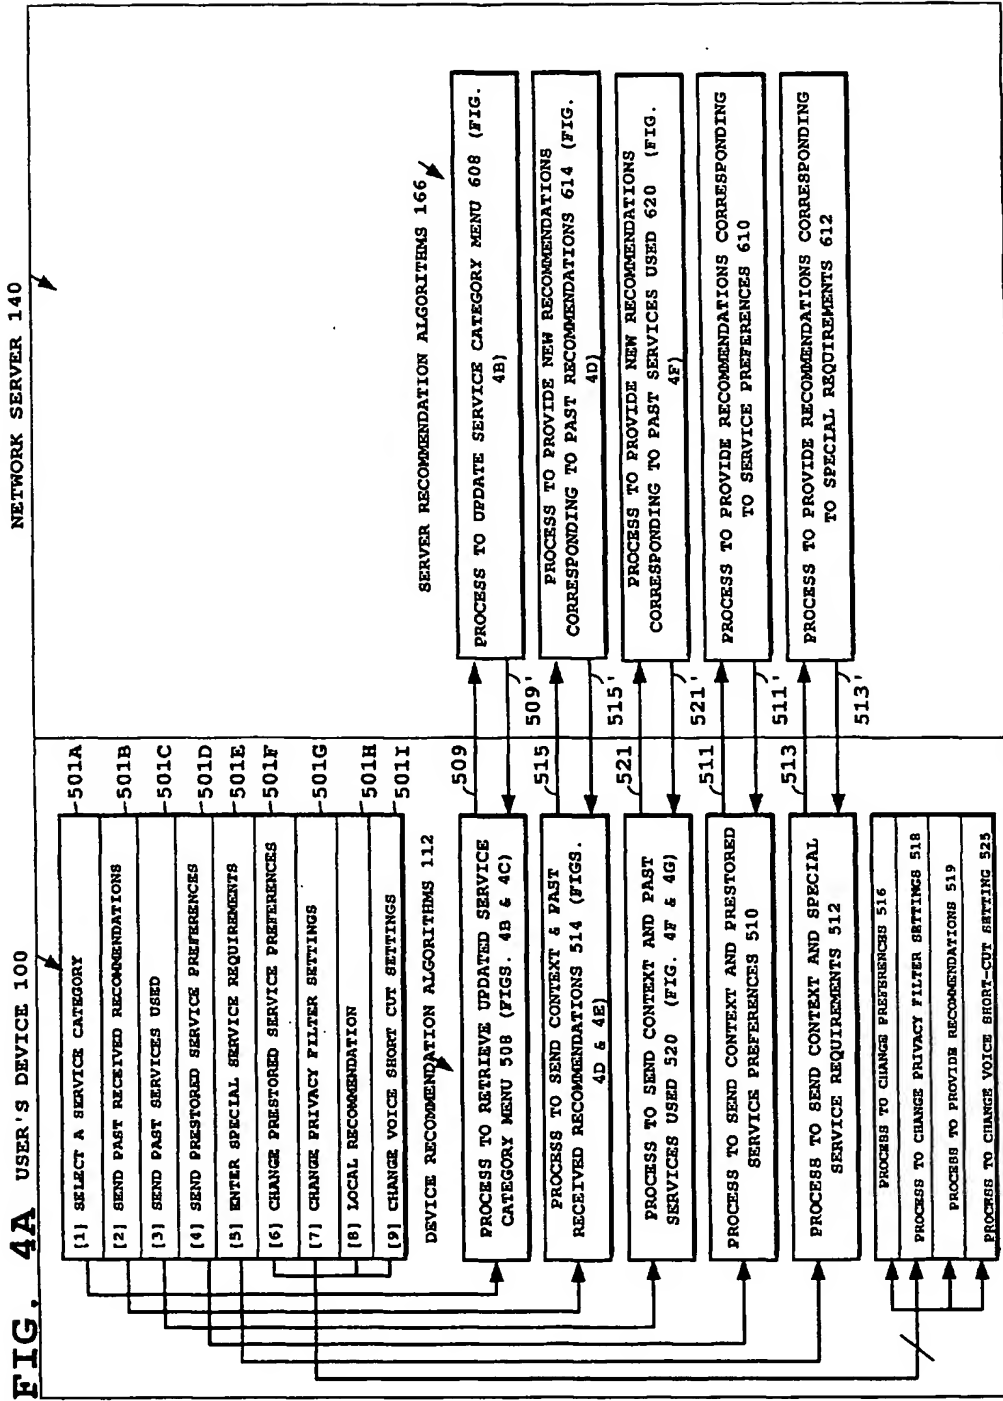 FIG. 4A
USER'S DEVICE 100
NETWORK SERVER 140
[1] SELECT A SERVICE CATEGORY
501A
[2] SEND PAST RECEIVED RECOMMENDATIONS
501B
[3] SEND PAST SERVICES USED
501C
[4] SEND PRESTORED SERVICE PREFERENCES
501D
[5] ENTER SPECIAL SERVICE REQUIREMENTS
501E
[6] CHANGE PRESTORED SERVICE PREFERENCES
501F
[7] CHANGE PRIVACY FILTER SETTINGS
501G
[8] LOCAL RECOMMENDATION
501H
[9] CHANGE VOICE SHORT CUT SETTINGS
501I
DEVICE RECOMMENDATION ALGORITHMS 112
SERVER RECOMMENDATION ALGORITHMS 166
PROCESS TO RETRIEVE UPDATED SERVICE
CATEGORY MENU 508 (FIGS. 4B & 4C)
509
509'
PROCESS TO UPDATE SERVICE CATEGORY MENU 608 (FIG.
4B)
PROCESS TO SEND CONTEXT & PAST
RECEIVED RECOMMENDATIONS 514 (FIGS.
4D & 4E)
515
515'
PROCESS TO PROVIDE NEW RECOMMENDATIONS
CORRESPONDING TO PAST RECOMMENDATIONS 614 (FIG.
4D)
PROCESS TO SEND CONTEXT AND PAST
SERVICES USED 520 (FIG. 4F & 4G)
521
521'
PROCESS TO PROVIDE NEW RECOMMENDATIONS
CORRESPONDING TO PAST SERVICES USED 620 (FIG.
4F)
PROCESS TO SEND CONTEXT AND PRESTORED
SERVICE PREFERENCES 510
511
511'
PROCESS TO PROVIDE RECOMMENDATIONS CORRESPONDING
TO SERVICE PREFERENCES 610
PROCESS TO SEND CONTEXT AND SPECIAL
SERVICE REQUIREMENTS 512
513
513'
PROCESS TO PROVIDE RECOMMENDATIONS CORRESPONDING
TO SPECIAL REQUIREMENTS 612
PROCESS TO CHANGE PREFERENCES 516
PROCESS TO CHANGE PRIVACY FILTER SETTINGS 518
PROCESS TO PROVIDE RECOMMENDATIONS 519
PROCESS TO CHANGE VOICE SHORT-CUT SETTING 525